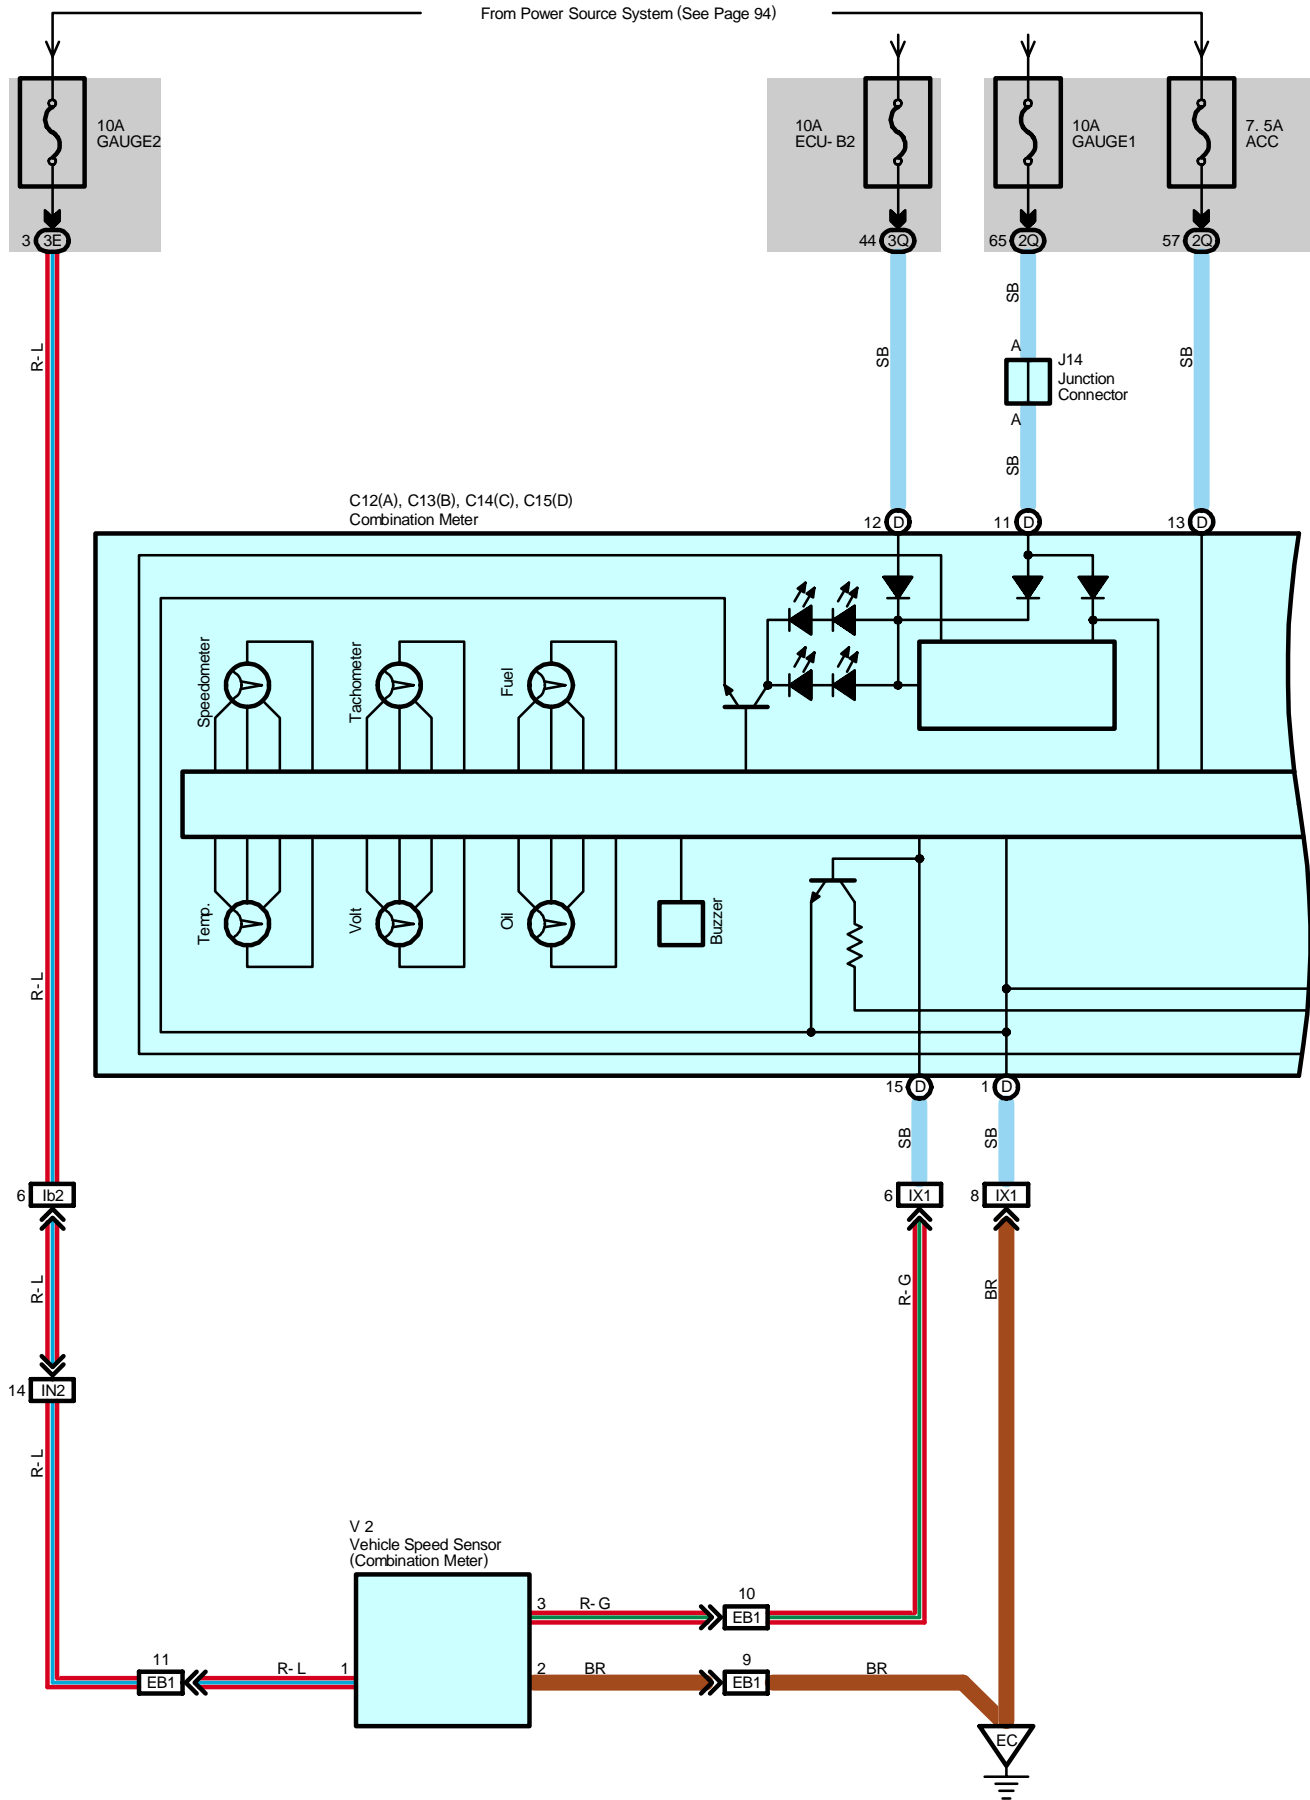 From Power Source System (See Page 94)
10A
GAUGE2
10A
ECU- B2
10A
GAUGE1
7. 5A
ACC
3 3E
44 3Q
65 2Q
57 2Q
R- L
SB
SB
A
J14
Junction
Connector
A
SB
SB
C12(A), C13(B), C14(C), C15(D)
Combination Meter
12 D
11 D
13 D
Speedometer
Tachometer
Fuel
Temp.
Volt
Oil
Buzzer
R- L
15 D
1 D
SB
SB
6 Ib2
6 IX1
8 IX1
R- L
R- G
BR
14 IN2
R- L
V 2
Vehicle Speed Sensor
(Combination Meter)
3
R- G
10
EB1
11
EB1
R- L
1
2
BR
9
EB1
BR
EC